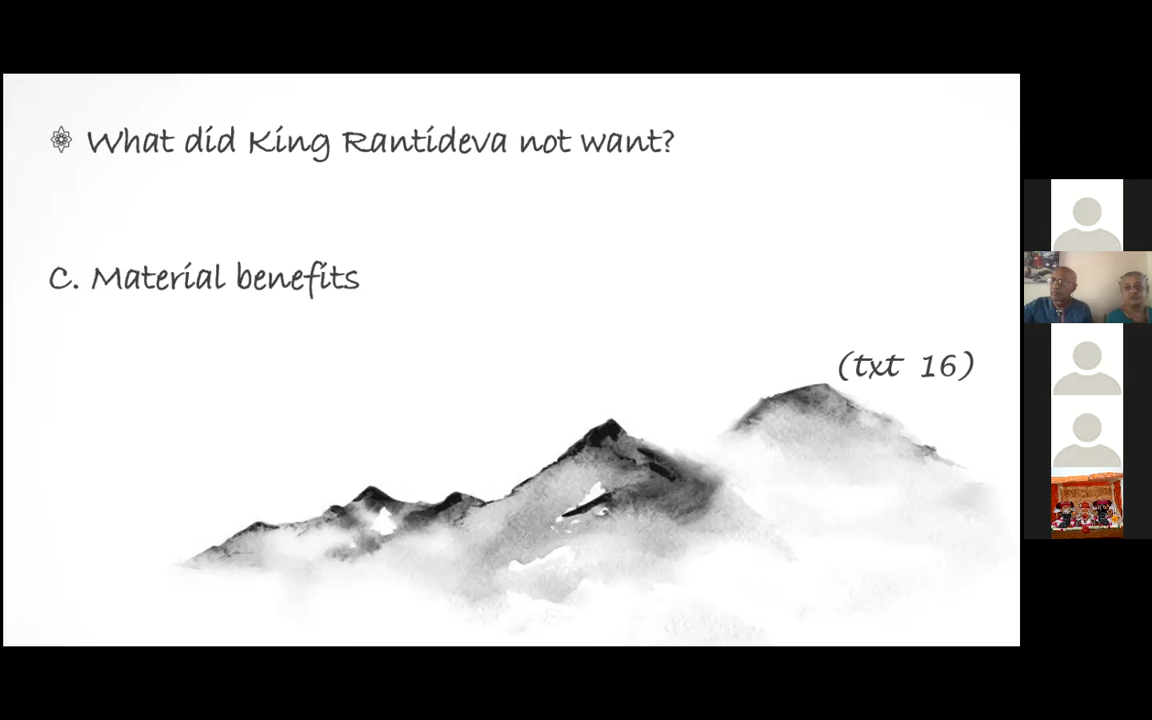 What did King Rantideva not want?
C. Material benefits
(txt 16)